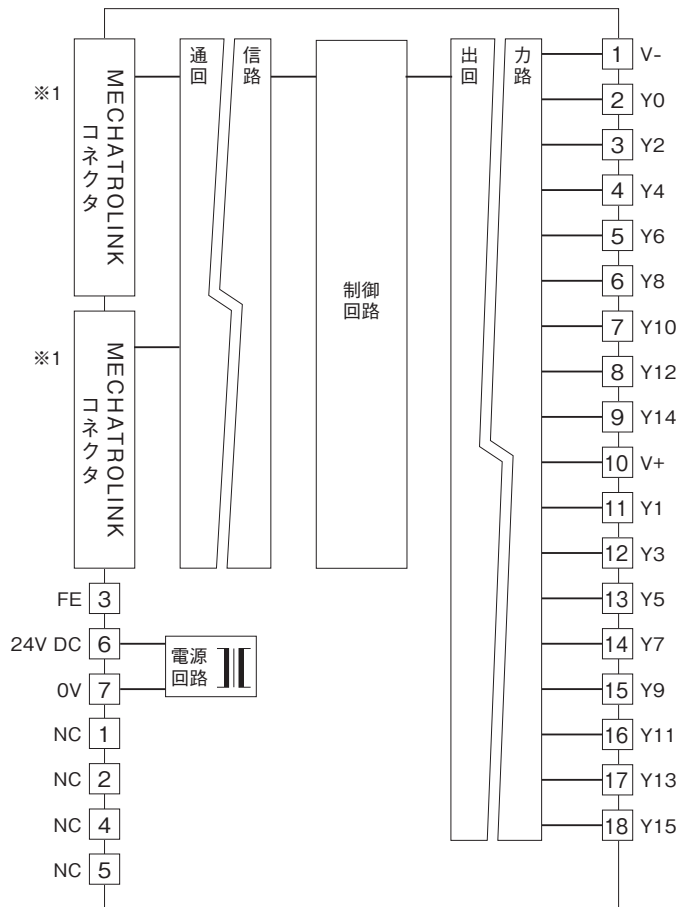 ※1
MECHATROLINK
コネクタ
※1
MECHATROLINK
コネクタ
通信
回路
制御
回路
出力
回路
1 V-
2 Y0
3 Y2
4 Y4
5 Y6
6 Y8
7 Y10
8 Y12
9 Y14
10 V+
11 Y1
12 Y3
13 Y5
14 Y7
15 Y9
16 Y11
17 Y13
18 Y15
FE 3
24V DC 6
0V 7
電源
回路
NC 1
NC 2
NC 4
NC 5